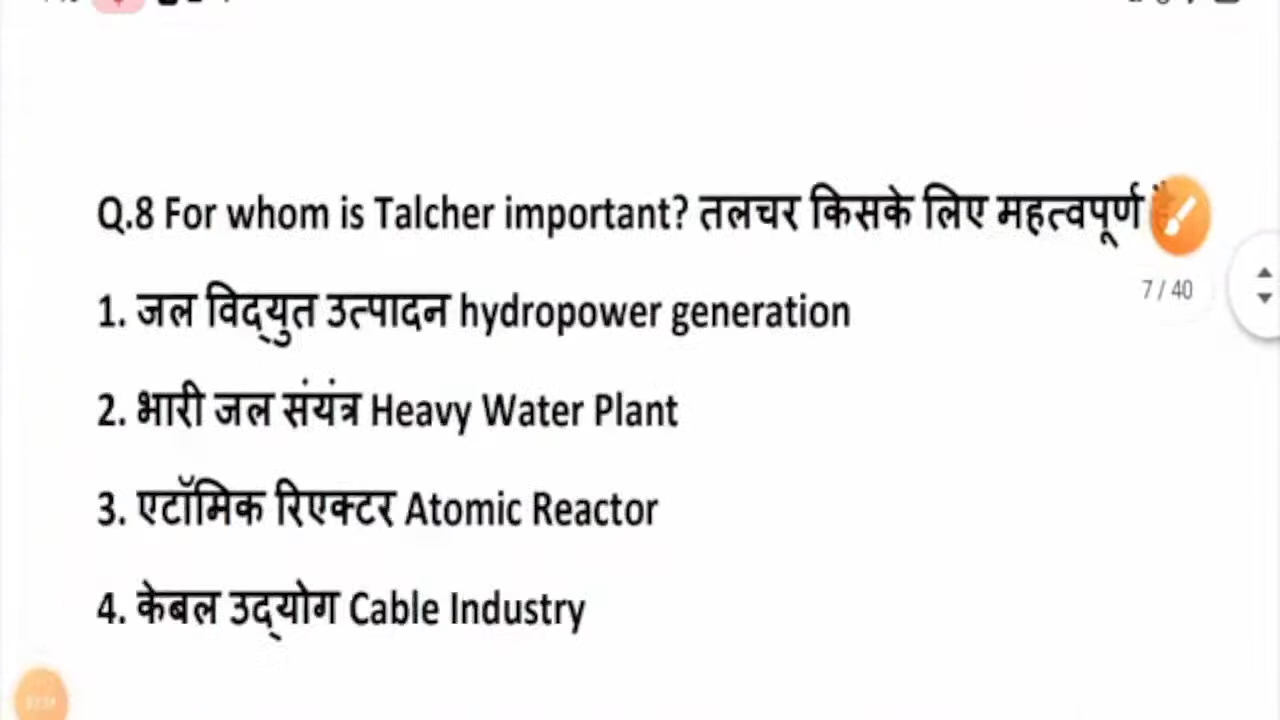 Q.8 For whom is Talcher important? तलचर किसके लिए महत्वपूर्ण
7 / 40
1. जल विद्युत उत्पादन hydropower generation
2. भारी जल संयंत्र Heavy Water Plant
3. एटॉमिक रिएक्टर Atomic Reactor
4. केबल उद्योग Cable Industry